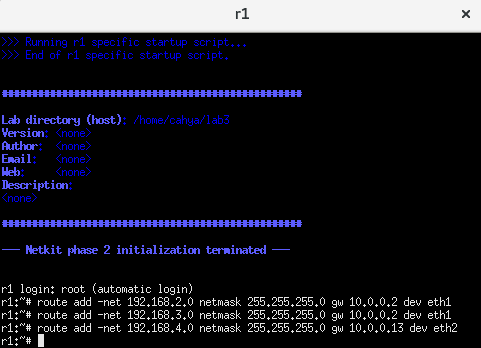 r1
>>> Running r1 specific startup script...
>>> End of r1 specific startup script.
##################################################
Lab directory (host): /home/cahya/lab3
Version: <none>
Author: <none>
Email: <none>
Web: <none>
Description:
<none>
##################################################
--- Netkit phase 2 initialization terminated ---
r1 login: root (automatic login)
r1:~# route add -net 192.168.2.0 netmask 255.255.255.0 gw 10.0.0.2 dev eth1
r1:~# route add -net 192.168.3.0 netmask 255.255.255.0 gw 10.0.0.2 dev eth1
r1:~# route add -net 192.168.4.0 netmask 255.255.255.0 gw 10.0.0.13 dev eth2
r1:~#